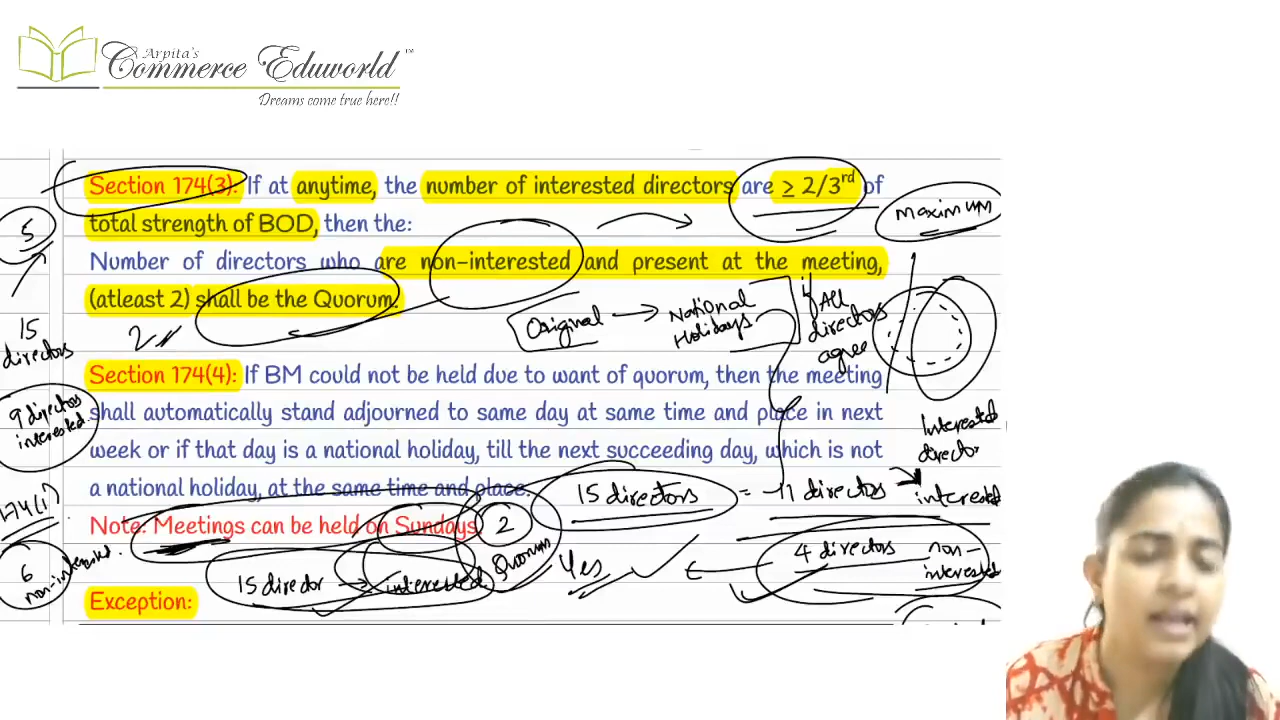 Arpita's
Commerce Eduworld™
Dreams come true here!!
Section 174(3): If at anytime, the number of interested directors are ≥ 2/3rd of
total strength of BOD, then the:
Number of directors who are non-interested and present at the meeting,
(atleast 2) shall be the Quorum.
maximum
5
15
directors
9 directors
interested.
174(1)
6
non-interested.
2
Original → National
Holidays
if All
directors
agree
Section 174(4): If BM could not be held due to want of quorum, then the meeting
shall automatically stand adjourned to same day at same time and place in next
week or if that day is a national holiday, till the next succeeding day, which is not
a national holiday, at the same time and place.
Note: Meetings can be held on Sundays
Interested
director
15 directors = 11 directors → interested
2
Quorum
4 directors non-
interested
Yes
15 director → interested
Exception: